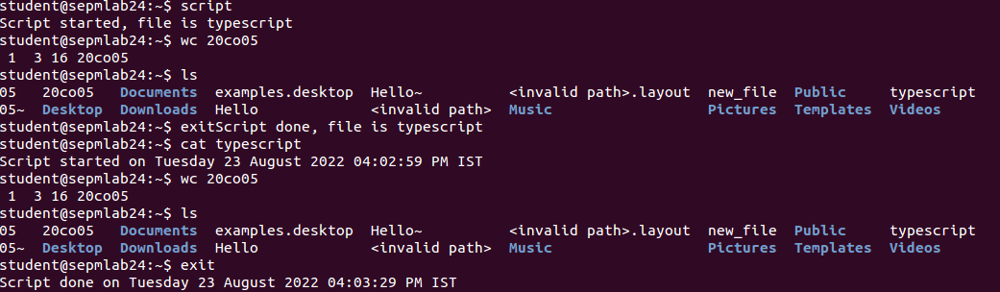 student@sepmlab24:~$ script
Script started, file is typescript
student@sepmlab24:~$ wc 20co05
 1  3 16 20co05
student@sepmlab24:~$ ls
05   20co05   Documents  examples.desktop  Hello~          <invalid path>.layout  new_file  Public     typescript
05~  Desktop  Downloads  Hello             <invalid path>  Music                  Pictures  Templates  Videos
student@sepmlab24:~$ exitScript done, file is typescript
student@sepmlab24:~$ cat typescript
Script started on Tuesday 23 August 2022 04:02:59 PM IST
student@sepmlab24:~$ wc 20co05
 1  3 16 20co05
student@sepmlab24:~$ ls
05   20co05   Documents  examples.desktop  Hello~          <invalid path>.layout  new_file  Public     typescript
05~  Desktop  Downloads  Hello             <invalid path>  Music                  Pictures  Templates  Videos
student@sepmlab24:~$ exit
Script done on Tuesday 23 August 2022 04:03:29 PM IST